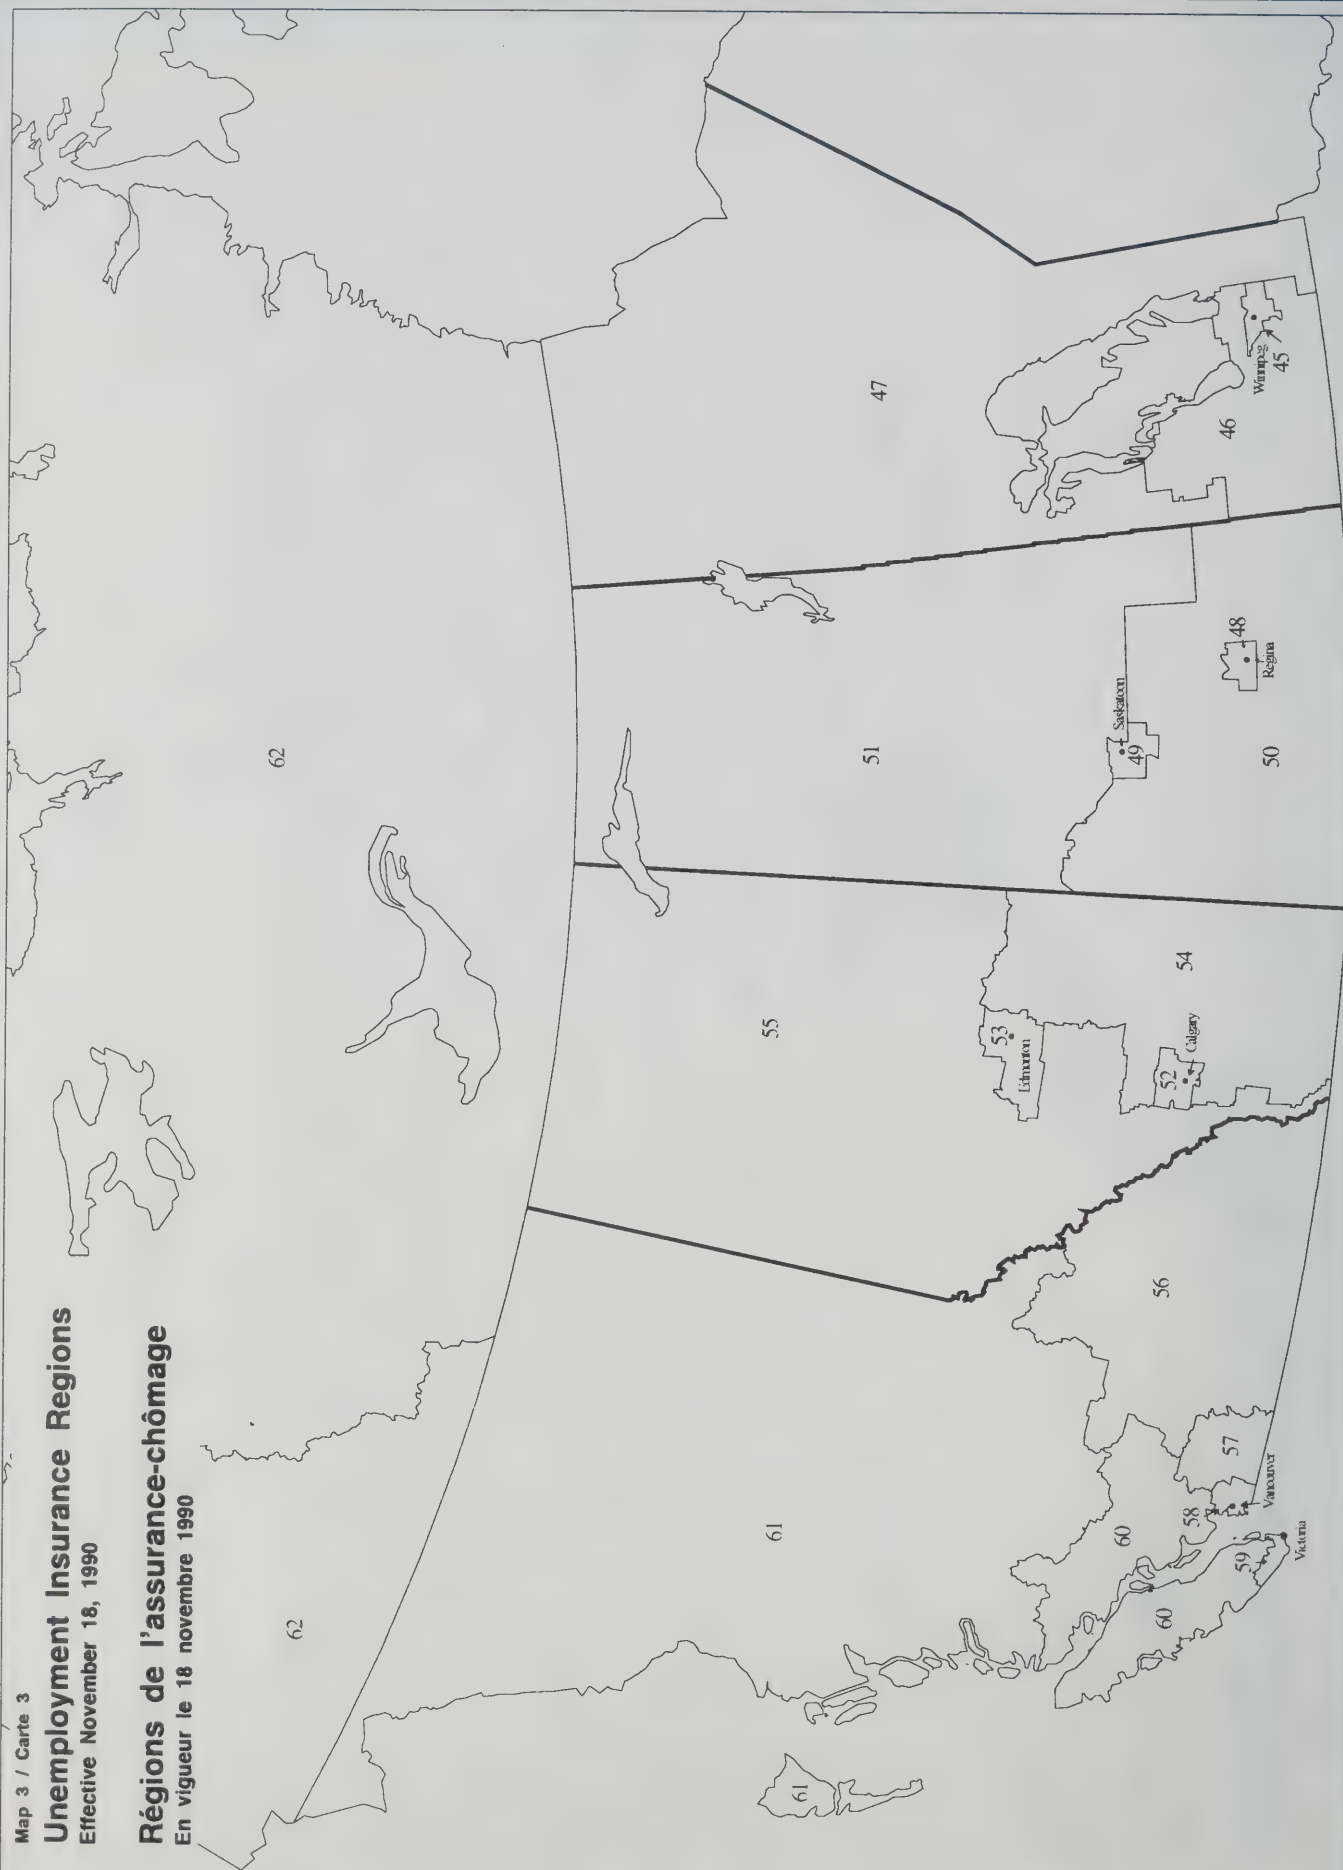 Map 3 / Carte 3
Unemployment Insurance Regions
Effective November 18, 1990
Régions de l'assurance-chômage
En vigueur le 18 novembre 1990
62
62
61
61
60
60
59
Victoria
58
Vancouver
57
56
55
53
Edmonton
52
Calgary
54
51
49
Saskatoon
50
48
Regina
47
46
Winnipeg
45